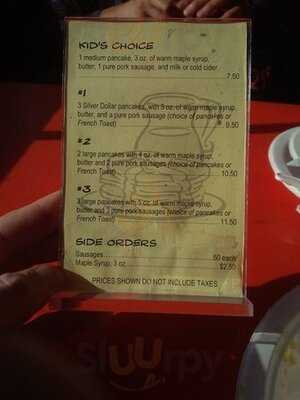 KID'S CHOICE
1 medium pancake, 3 oz. of warm maple syrup,
butter, 1 pure pork sausage, and milk or cold cider.
7.50
#1
3 Silver Dollar pancakes, with 3 oz. of warm maple syrup,
butter, and a pure pork sausage (choice of pancakes or
French Toast) 9.50
#2
2 large pancakes with 4 oz. of warm maple syrup,
butter and 2 pure pork sausages (choice of pancakes or
French Toast) 10.50
#3
3 large pancakes with 5 oz. of warm maple syrup,
butter and 3 pure pork sausages (choice of pancakes or
French Toast) 11.50
SIDE ORDERS
Sausages .50 each
Maple Syrup, 3 oz. $2.50
PRICES SHOWN DO NOT INCLUDE TAXES
sluurpy